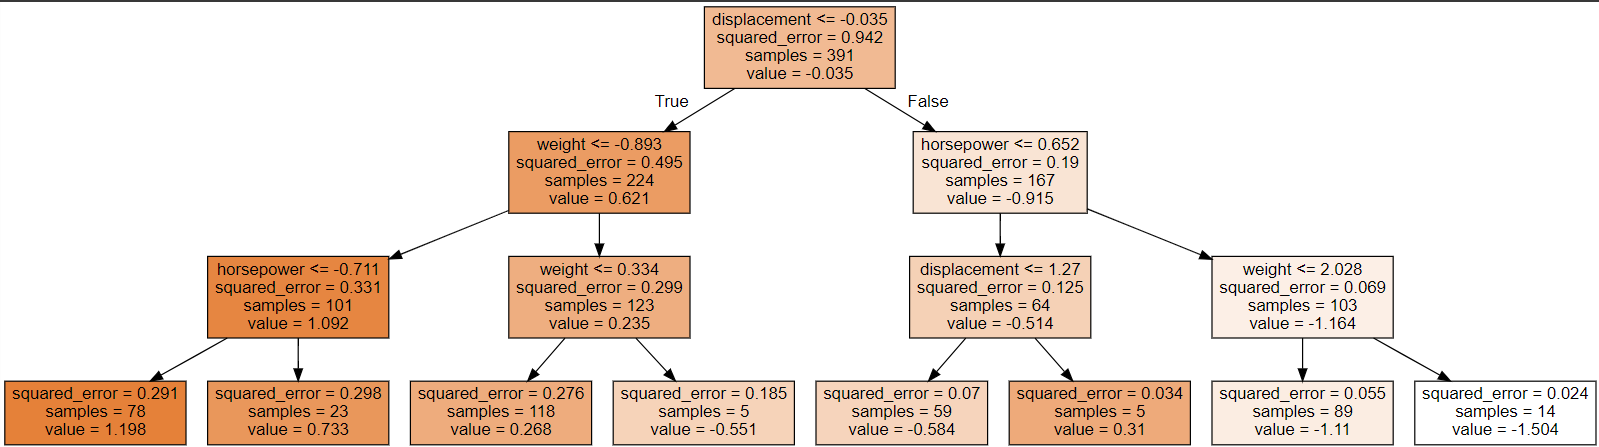 displacement <= -0.035
squared_error = 0.942
samples = 391
value = -0.035
True
False
weight <= -0.893
squared_error = 0.495
samples = 224
value = 0.621
horsepower <= 0.652
squared_error = 0.19
samples = 167
value = -0.915
horsepower <= -0.711
squared_error = 0.331
samples = 101
value = 1.092
weight <= 0.334
squared_error = 0.299
samples = 123
value = 0.235
displacement <= 1.27
squared_error = 0.125
samples = 64
value = -0.514
weight <= 2.028
squared_error = 0.069
samples = 103
value = -1.164
squared_error = 0.291
samples = 78
value = 1.198
squared_error = 0.298
samples = 23
value = 0.733
squared_error = 0.276
samples = 118
value = 0.268
squared_error = 0.185
samples = 5
value = -0.551
squared_error = 0.07
samples = 59
value = -0.584
squared_error = 0.034
samples = 5
value = 0.31
squared_error = 0.055
samples = 89
value = -1.11
squared_error = 0.024
samples = 14
value = -1.504